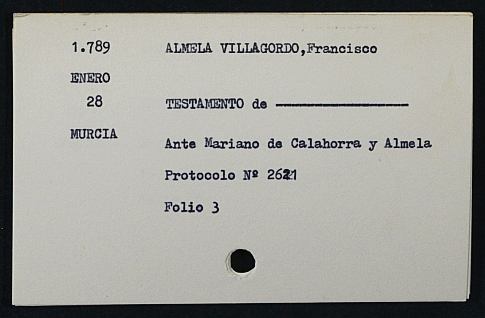 1.789 ALMELA VILLAGORDO,Francisco
ENERO
28 TESTAMENTO de ----------------
MURCIA
Ante Mariano de Calahorra y Almela
Protocolo Nº 2621
Folio 3